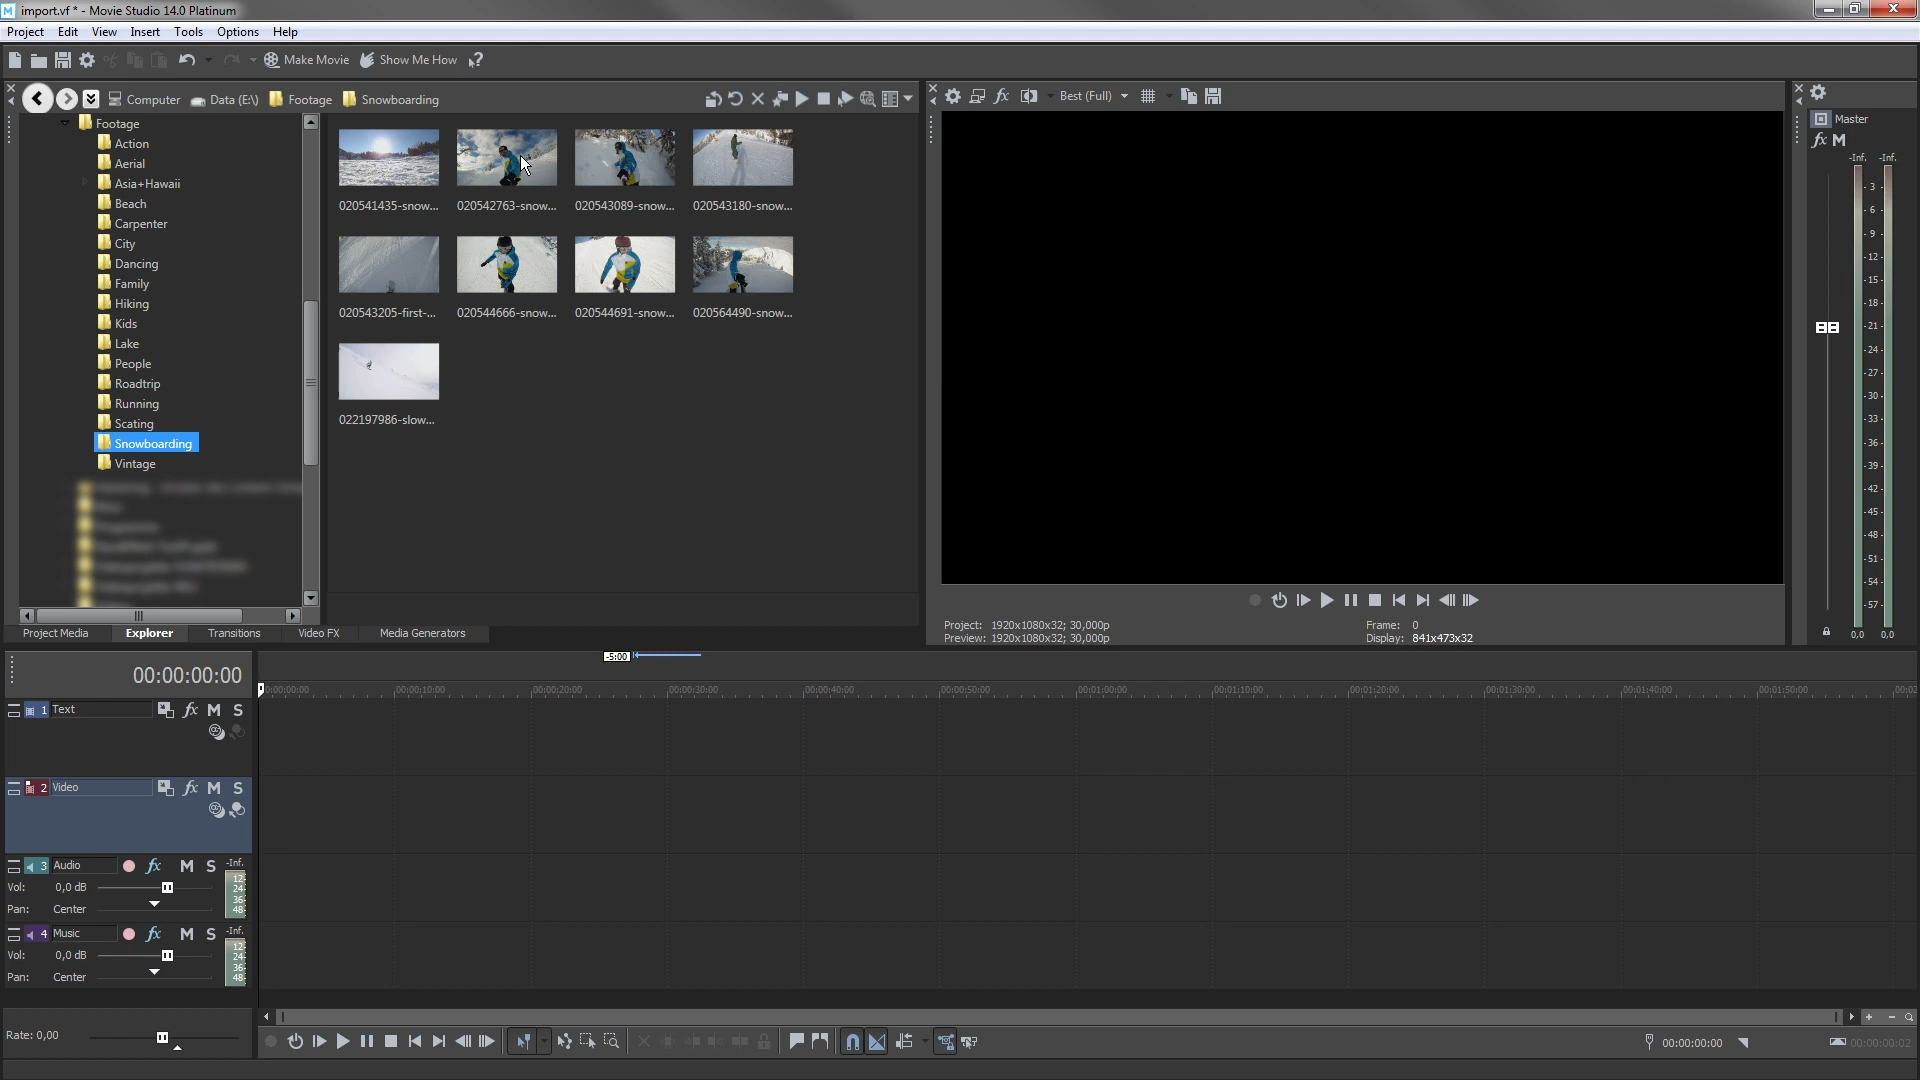 import.vf * - Movie Studio 14.0 Platinum
Project Edit View Insert Tools Options Help
Make Movie Show Me How
Computer Data (E:\) Footage Snowboarding
Footage
Action
Aerial
Asia+Hawaii
Beach
Carpenter
City
Dancing
Family
Hiking
Kids
Lake
People
Roadtrip
Running
Scating
Snowboarding
Vintage
020541435-snow... 020542763-snow... 020543089-snow... 020543180-snow...
020543205-first-... 020544666-snow... 020544691-snow... 020564490-snow...
022197986-slow...
Project Media Explorer Transitions Video FX Media Generators
fx Best (Full)
Project: 1920x1080x32; 30,000p
Preview: 1920x1080x32; 30,000p
Frame: 0
Display: 841x473x32
Master
fx M
-Inf. -Inf.
- 3 -
- 6 -
- 9 -
- 12 -
- 15 -
- 18 -
- 21 -
- 24 -
- 27 -
- 30 -
- 33 -
- 36 -
- 39 -
- 42 -
- 45 -
- 48 -
- 51 -
- 54 -
- 57 -
0,0 0,0
00:00:00:00
-5:00
00:00:10:00 00:00:20:00 00:00:30:00 00:00:40:00 00:00:50:00 00:01:00:00 00:01:10:00 00:01:20:00 00:01:30:00 00:01:40:00 00:01:50:00
1 Text fx M S
2 Video fx M S
3 Audio fx M S -Inf.
Vol: 0,0 dB
Pan: Center
12
24
36
48
4 Music fx M S -Inf.
Vol: 0,0 dB
Pan: Center
12
24
36
48
Rate: 0,00
00:00:00:00
00:00:00:02